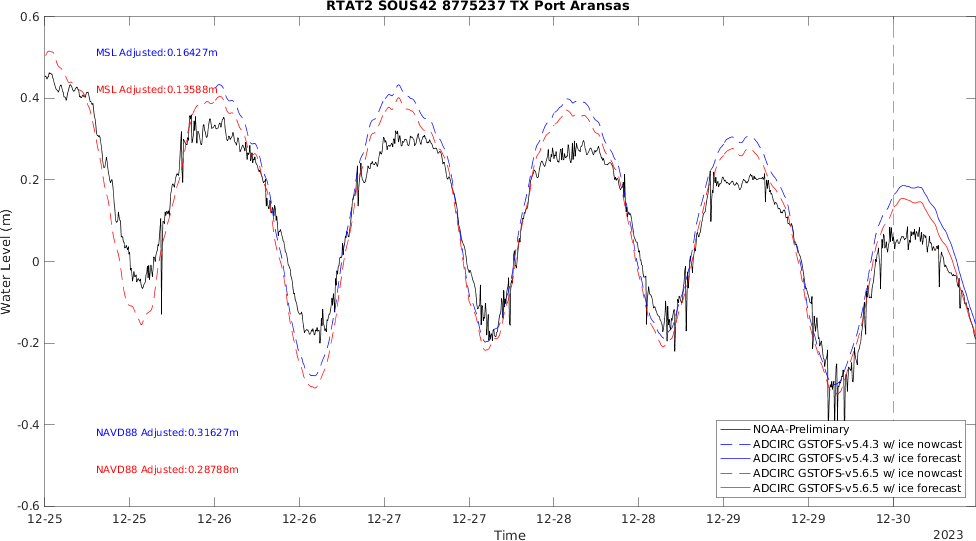 RTAT2 SOUS42 8775237 TX Port Aransas
0.6
MSL Adjusted:0.16427m
MSL Adjusted:0.13588m
0.4
0.2
Water Level (m)
0
-0.2
-0.4
NAVD88 Adjusted:0.31627m
NAVD88 Adjusted:0.28788m
-0.6
NOAA-Preliminary
ADCIRC GSTOFS-v5.4.3 w/ ice nowcast
ADCIRC GSTOFS-v5.4.3 w/ ice forecast
ADCIRC GSTOFS-v5.6.5 w/ ice nowcast
ADCIRC GSTOFS-v5.6.5 w/ ice forecast
12-25 12-25 12-26 12-26 12-27 12-27 12-28 12-28 12-29 12-29 12-30
Time
2023